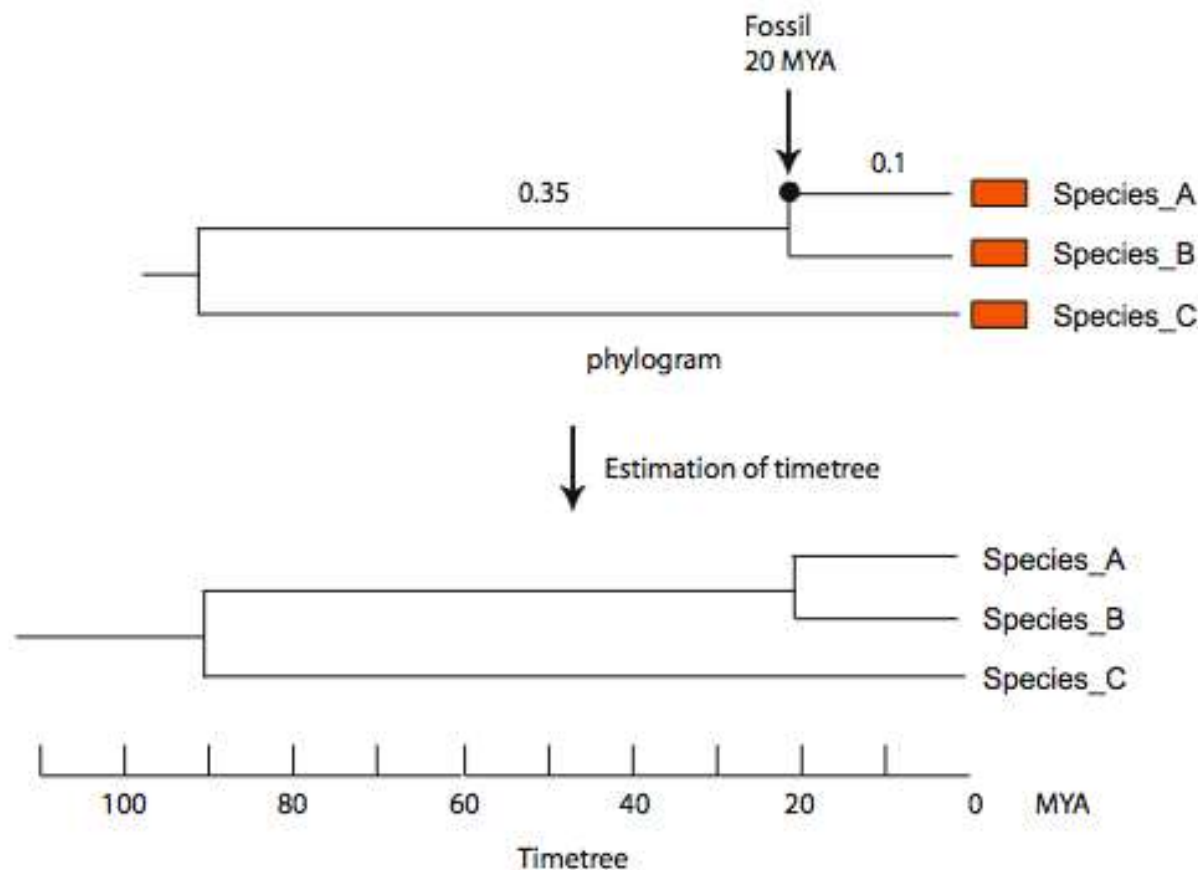 Fossil
20 MYA
0.1
0.35
Species_A
Species_B
Species_C
phylogram
Estimation of timetree
Species_A
Species_B
Species_C
100 80 60 40 20 0 MYA
Timetree